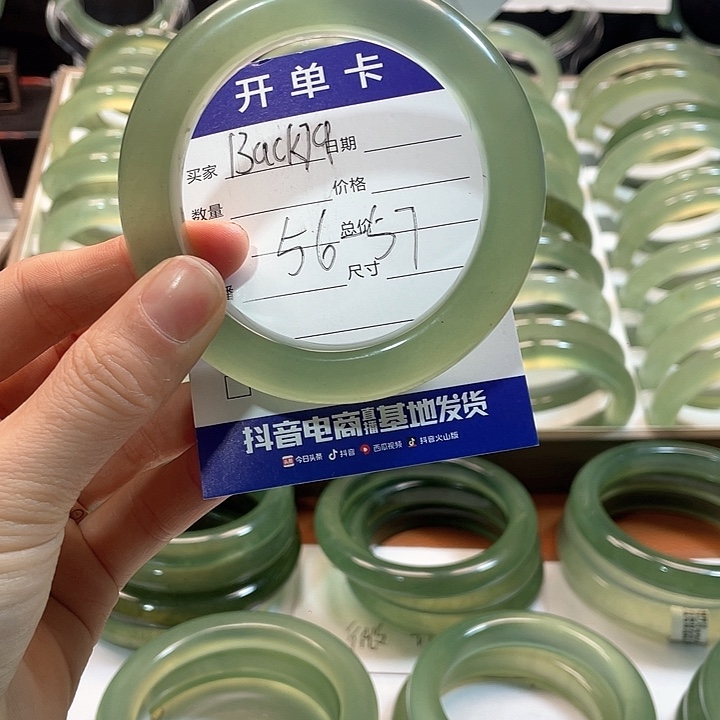 开单卡
买家 Back79 日期
数量 价格
56-57 总价
播 尺寸
抖音电商直播基地发货
今日头条 抖音 西瓜视频 抖音火山版